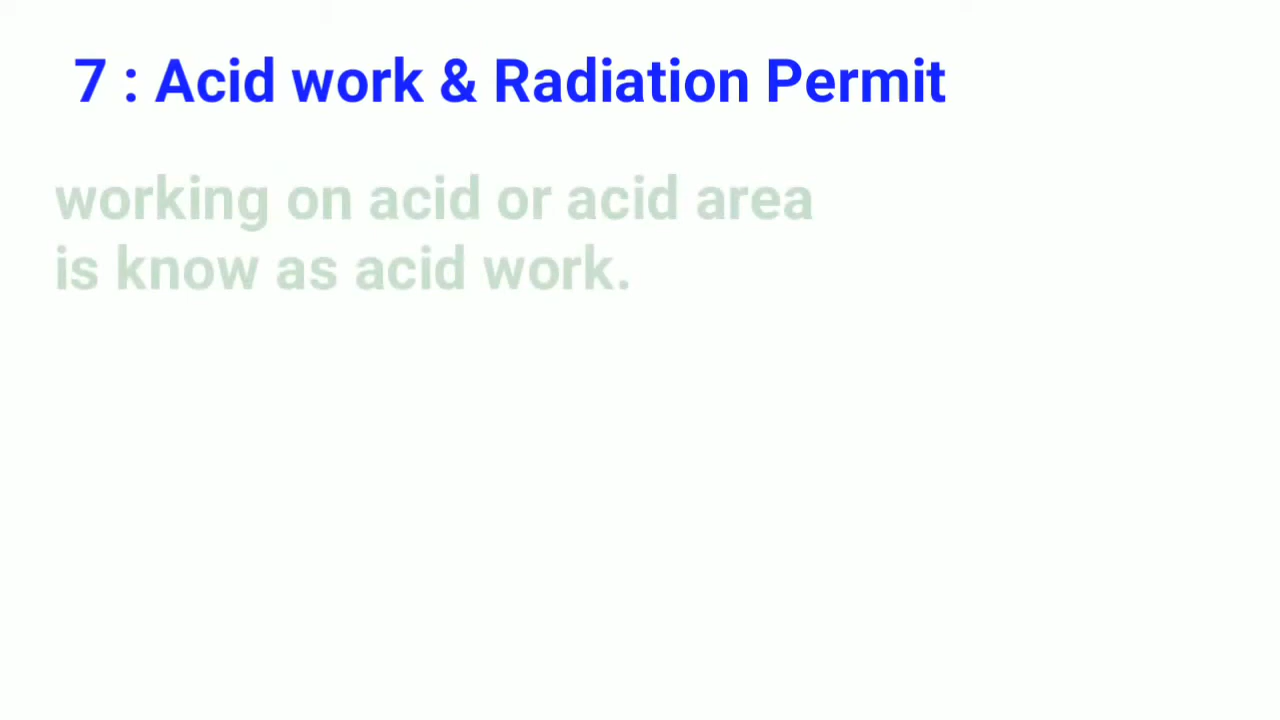 7 : Acid work & Radiation Permit
working on acid or acid area
is know as acid work.